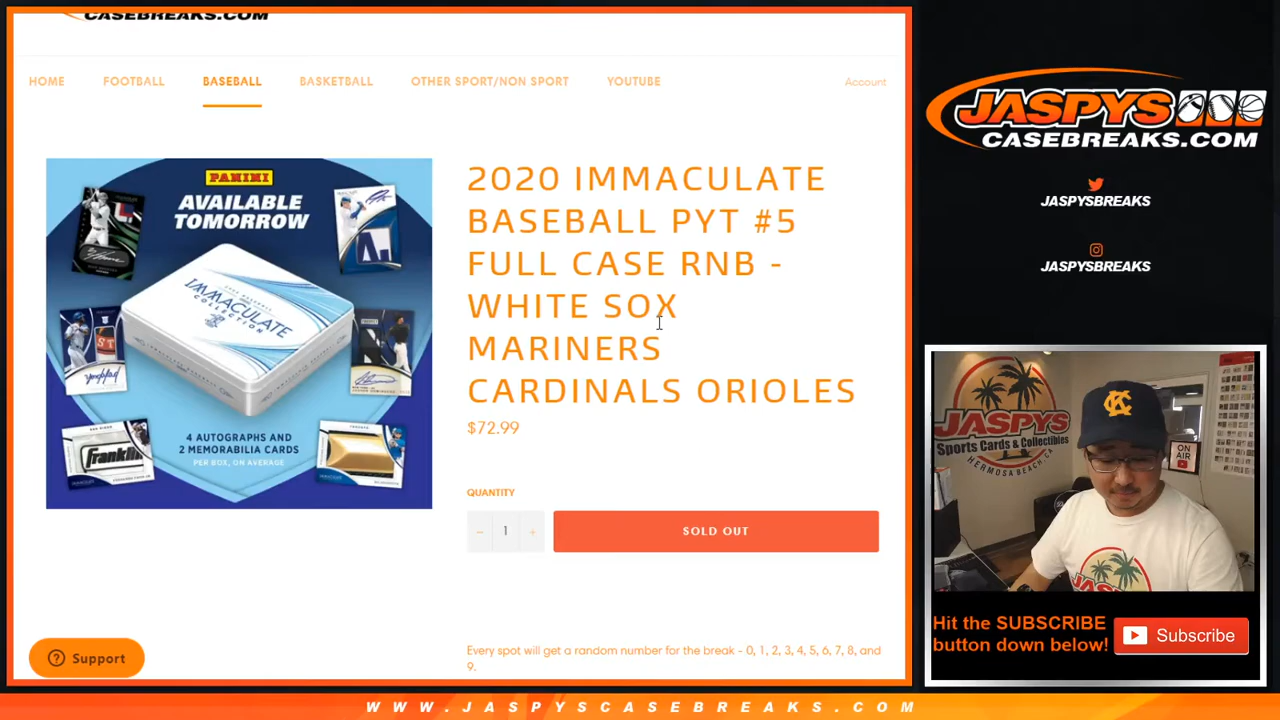 CASEBREAKS.COM
HOME FOOTBALL BASEBALL BASKETBALL OTHER SPORT/NON SPORT YOUTUBE Account
PANINI
AVAILABLE
TOMORROW
IMMACULATE
COLLECTION
Franklin
4 AUTOGRAPHS AND
2 MEMORABILIA CARDS
PER BOX, ON AVERAGE
2020 IMMACULATE
BASEBALL PYT #5
FULL CASE RNB -
WHITE SOX
MARINERS
CARDINALS ORIOLES
$72.99
QUANTITY
− 1 +
SOLD OUT
Every spot will get a random number for the break - 0, 1, 2, 3, 4, 5, 6, 7, 8, and
9.
Support
JASPYS
CASEBREAKS.COM
JASPYSBREAKS
JASPYSBREAKS
JASPYS
Sports Cards & Collectibles
HERMOSA BEACH, CA
KC
ON
AIR
Hit the SUBSCRIBE
button down below!
Subscribe
WWW.JASPYSCASEBREAKS.COM